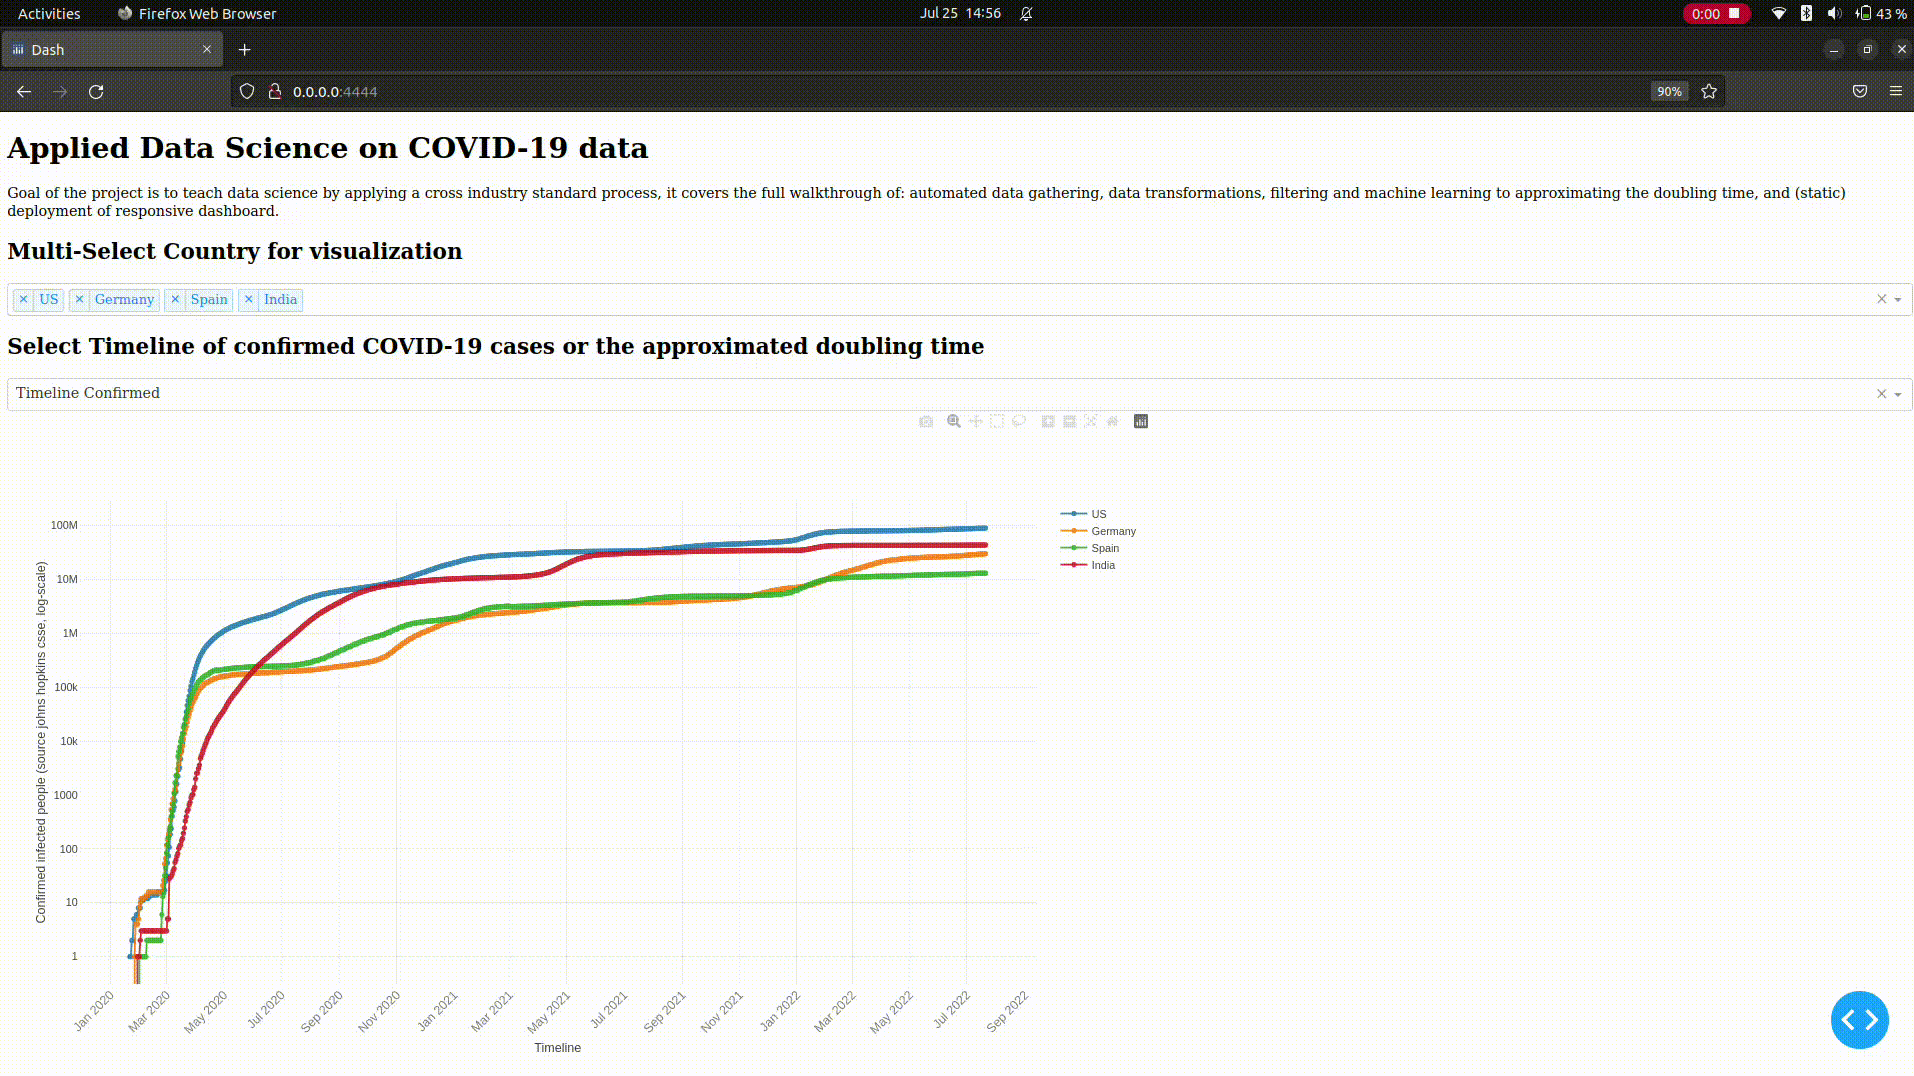 Activities
Firefox Web Browser
Jul 25 14:56
0:00
43 %
Dash
0.0.0.0:4444
90%
Applied Data Science on COVID-19 data
Goal of the project is to teach data science by applying a cross industry standard process, it covers the full walkthrough of: automated data gathering, data transformations, filtering and machine learning to approximating the doubling time, and (static)
deployment of responsive dashboard.
Multi-Select Country for visualization
× US × Germany × Spain × India
Select Timeline of confirmed COVID-19 cases or the approximated doubling time
Timeline Confirmed
Confirmed infected people (source johns hopkins csse, log-scale)
100M
10M
1M
100k
10k
1000
100
10
1
US
Germany
Spain
India
Jan 2020
Mar 2020
May 2020
Jul 2020
Sep 2020
Nov 2020
Jan 2021
Mar 2021
May 2021
Jul 2021
Sep 2021
Nov 2021
Jan 2022
Mar 2022
May 2022
Jul 2022
Sep 2022
Timeline